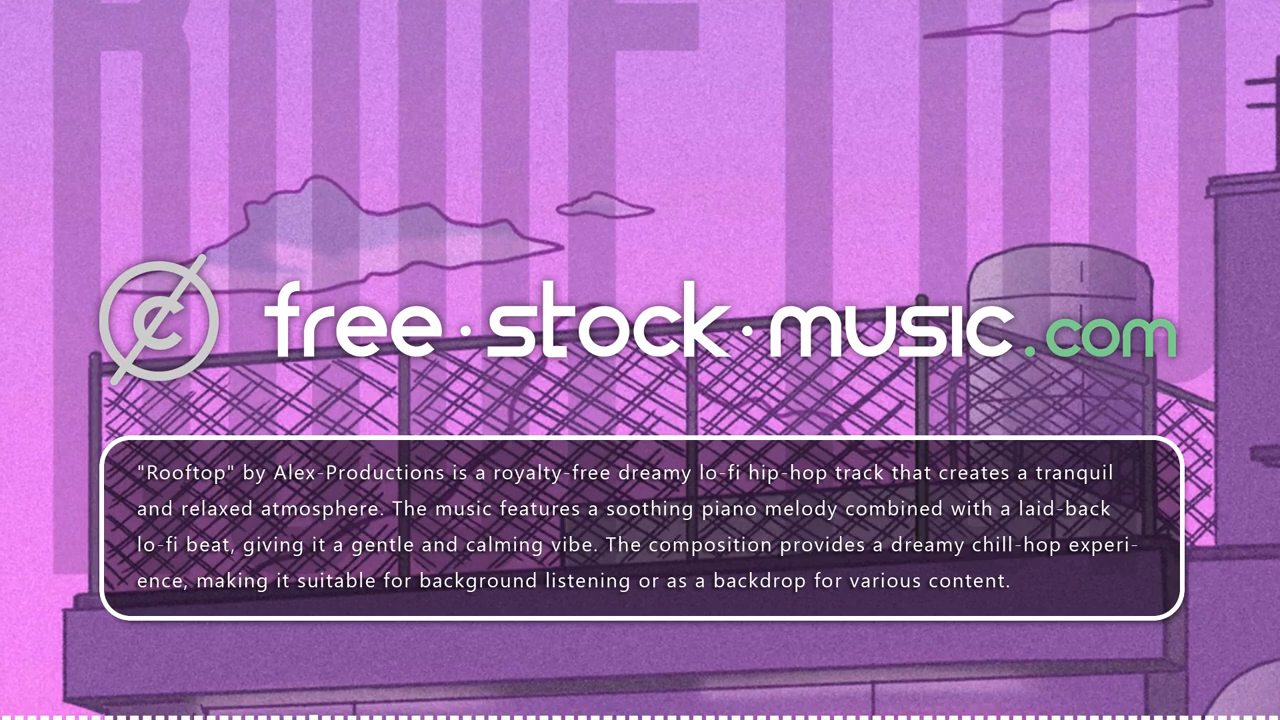 ROOFTOP
free·stock·music.com
"Rooftop" by Alex-Productions is a royalty-free dreamy lo-fi hip-hop track that creates a tranquil
and relaxed atmosphere. The music features a soothing piano melody combined with a laid-back
lo-fi beat, giving it a gentle and calming vibe. The composition provides a dreamy chill-hop experi-
ence, making it suitable for background listening or as a backdrop for various content.